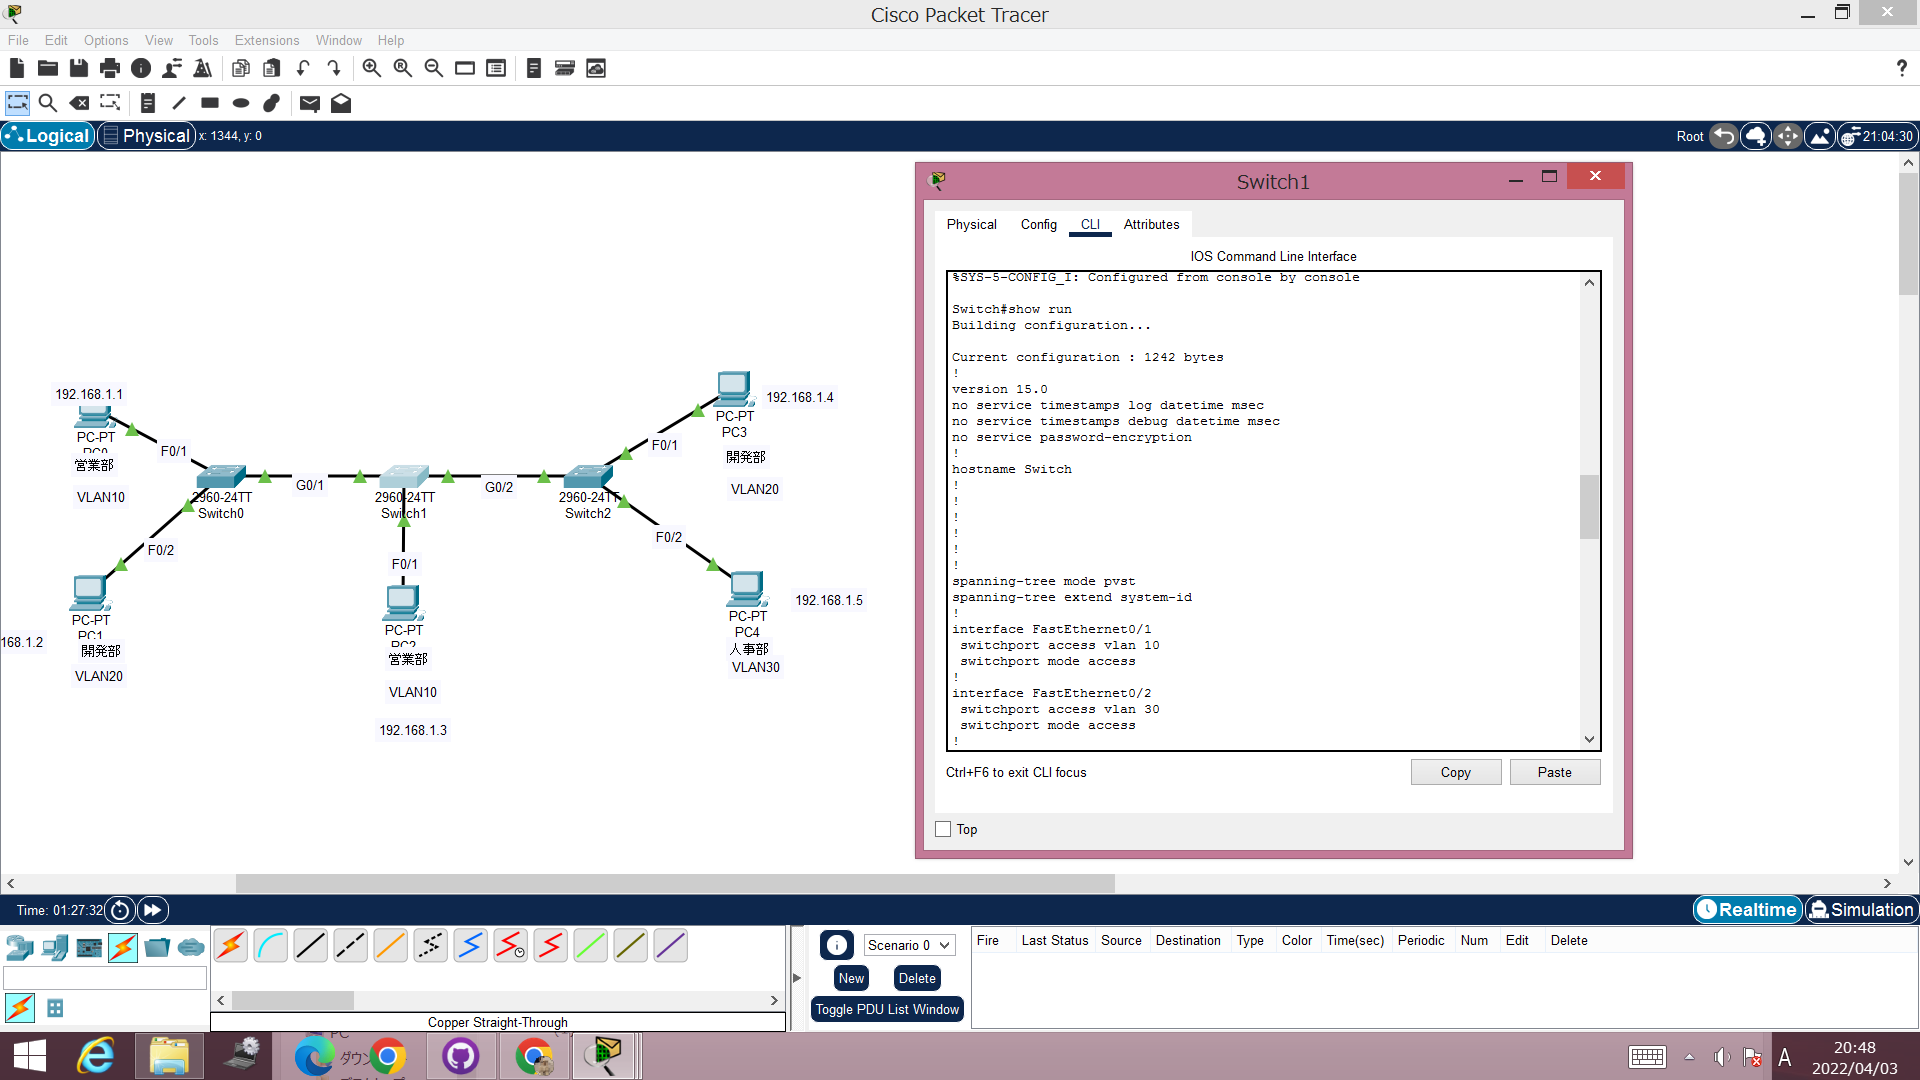 Cisco Packet Tracer
File Edit Options View Tools Extensions Window Help
Logical Physical x: 1344, y: 0 Root 21:04:30
Switch1
Physical Config CLI Attributes
IOS Command Line Interface
%SYS-5-CONFIG_I: Configured from console by console
Switch#show run
Building configuration...
Current configuration : 1242 bytes
!
version 15.0
no service timestamps log datetime msec
no service timestamps debug datetime msec
no service password-encryption
!
hostname Switch
!
!
!
!
!
!
spanning-tree mode pvst
spanning-tree extend system-id
!
interface FastEthernet0/1
switchport access vlan 10
switchport mode access
!
interface FastEthernet0/2
switchport access vlan 30
switchport mode access
!
Ctrl+F6 to exit CLI focus
Copy Paste
Top
192.168.1.1
PC-PT
PC0
営業部
VLAN10
F0/1
2960-24TT
Switch0
F0/2
PC-PT
PC1
168.1.2
開発部
VLAN20
G0/1
2960-24TT
Switch1
F0/1
PC-PT
PC2
営業部
VLAN10
192.168.1.3
G0/2
2960-24TT
Switch2
F0/1
PC-PT
PC3
192.168.1.4
開発部
VLAN20
F0/2
PC-PT
PC4
192.168.1.5
人事部
VLAN30
Time: 01:27:32
Realtime Simulation
Scenario 0
New Delete
Toggle PDU List Window
Fire Last Status Source Destination Type Color Time(sec) Periodic Num Edit Delete
Copper Straight-Through
PC
ダウン
A
20:48
2022/04/03